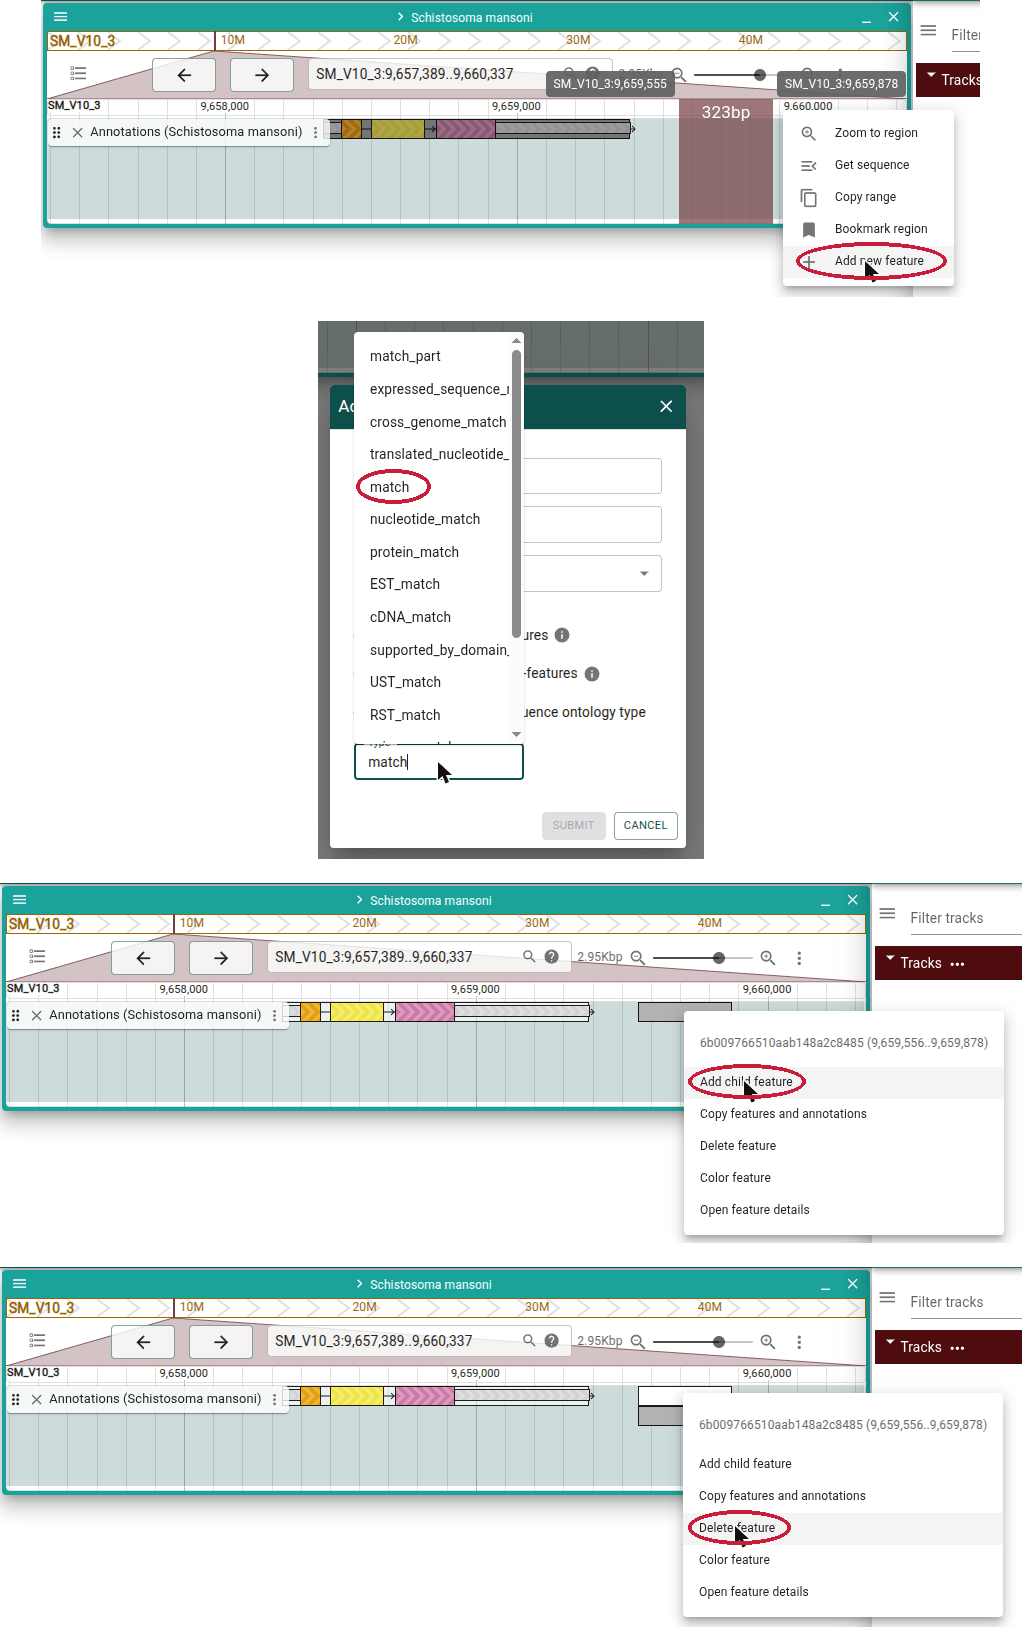 Schistosoma mansoni
SM_V10_3
10M
20M
30M
40M
Filter
SM_V10_3:9,657,389..9,660,337
SM_V10_3:9,659,555
SM_V10_3:9,659,878
Tracks
SM_V10_3
9,658,000
9,659,000
9,660,000
323bp
Annotations (Schistosoma mansoni)
Zoom to region
Get sequence
Copy range
Bookmark region
Add new feature
match_part
expressed_sequence_
cross_genome_match
translated_nucleotide_
match
nucleotide_match
protein_match
EST_match
cDNA_match
supported_by_domain_
UST_match
RST_match
ures
-features
uence ontology type
match
SUBMIT
CANCEL
Schistosoma mansoni
SM_V10_3
10M
20M
30M
40M
Filter tracks
SM_V10_3:9,657,389..9,660,337
2.95Kbp
Tracks
SM_V10_3
9,658,000
9,659,000
9,660,000
Annotations (Schistosoma mansoni)
6b009766510aab148a2c8485 (9,659,556..9,659,878)
Add child feature
Copy features and annotations
Delete feature
Color feature
Open feature details
Schistosoma mansoni
SM_V10_3
10M
20M
30M
40M
Filter tracks
SM_V10_3:9,657,389..9,660,337
2.95Kbp
Tracks
SM_V10_3
9,658,000
9,659,000
9,660,000
Annotations (Schistosoma mansoni)
6b009766510aab148a2c8485 (9,659,556..9,659,878)
Add child feature
Copy features and annotations
Delete feature
Color feature
Open feature details